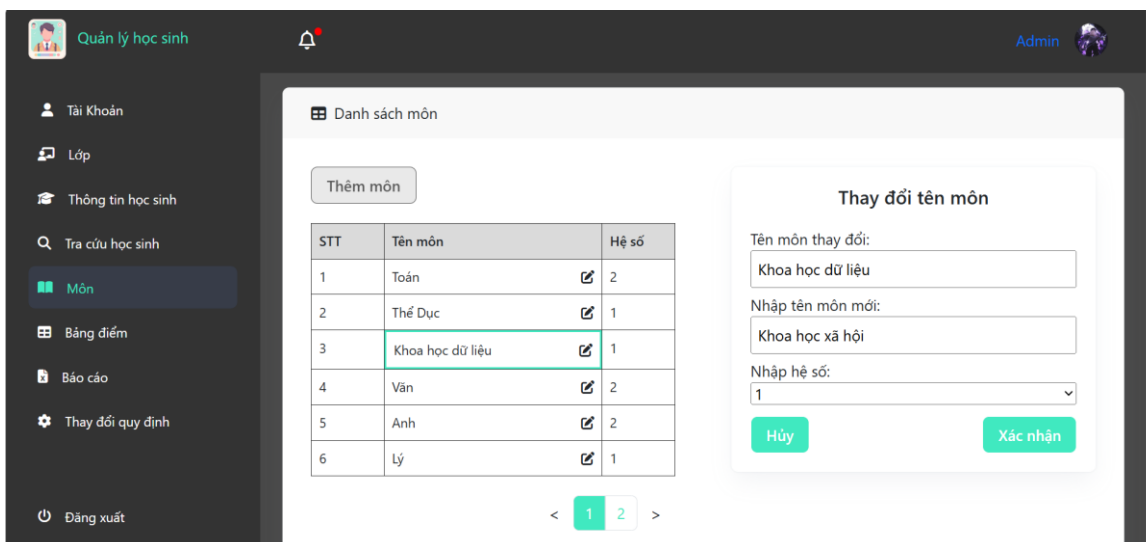 Quản lý học sinh
Admin
Tài Khoản
Lớp
Thông tin học sinh
Tra cứu học sinh
Môn
Bảng điểm
Báo cáo
Thay đổi quy định
Đăng xuất
Danh sách môn
Thêm môn
STT Tên môn Hệ số
1 Toán 2
2 Thể Dục 1
3 Khoa học dữ liệu 1
4 Văn 2
5 Anh 2
6 Lý 1
< 1 2 >
Thay đổi tên môn
Tên môn thay đổi:
Khoa học dữ liệu
Nhập tên môn mới:
Khoa học xã hội
Nhập hệ số:
1
Hủy Xác nhận